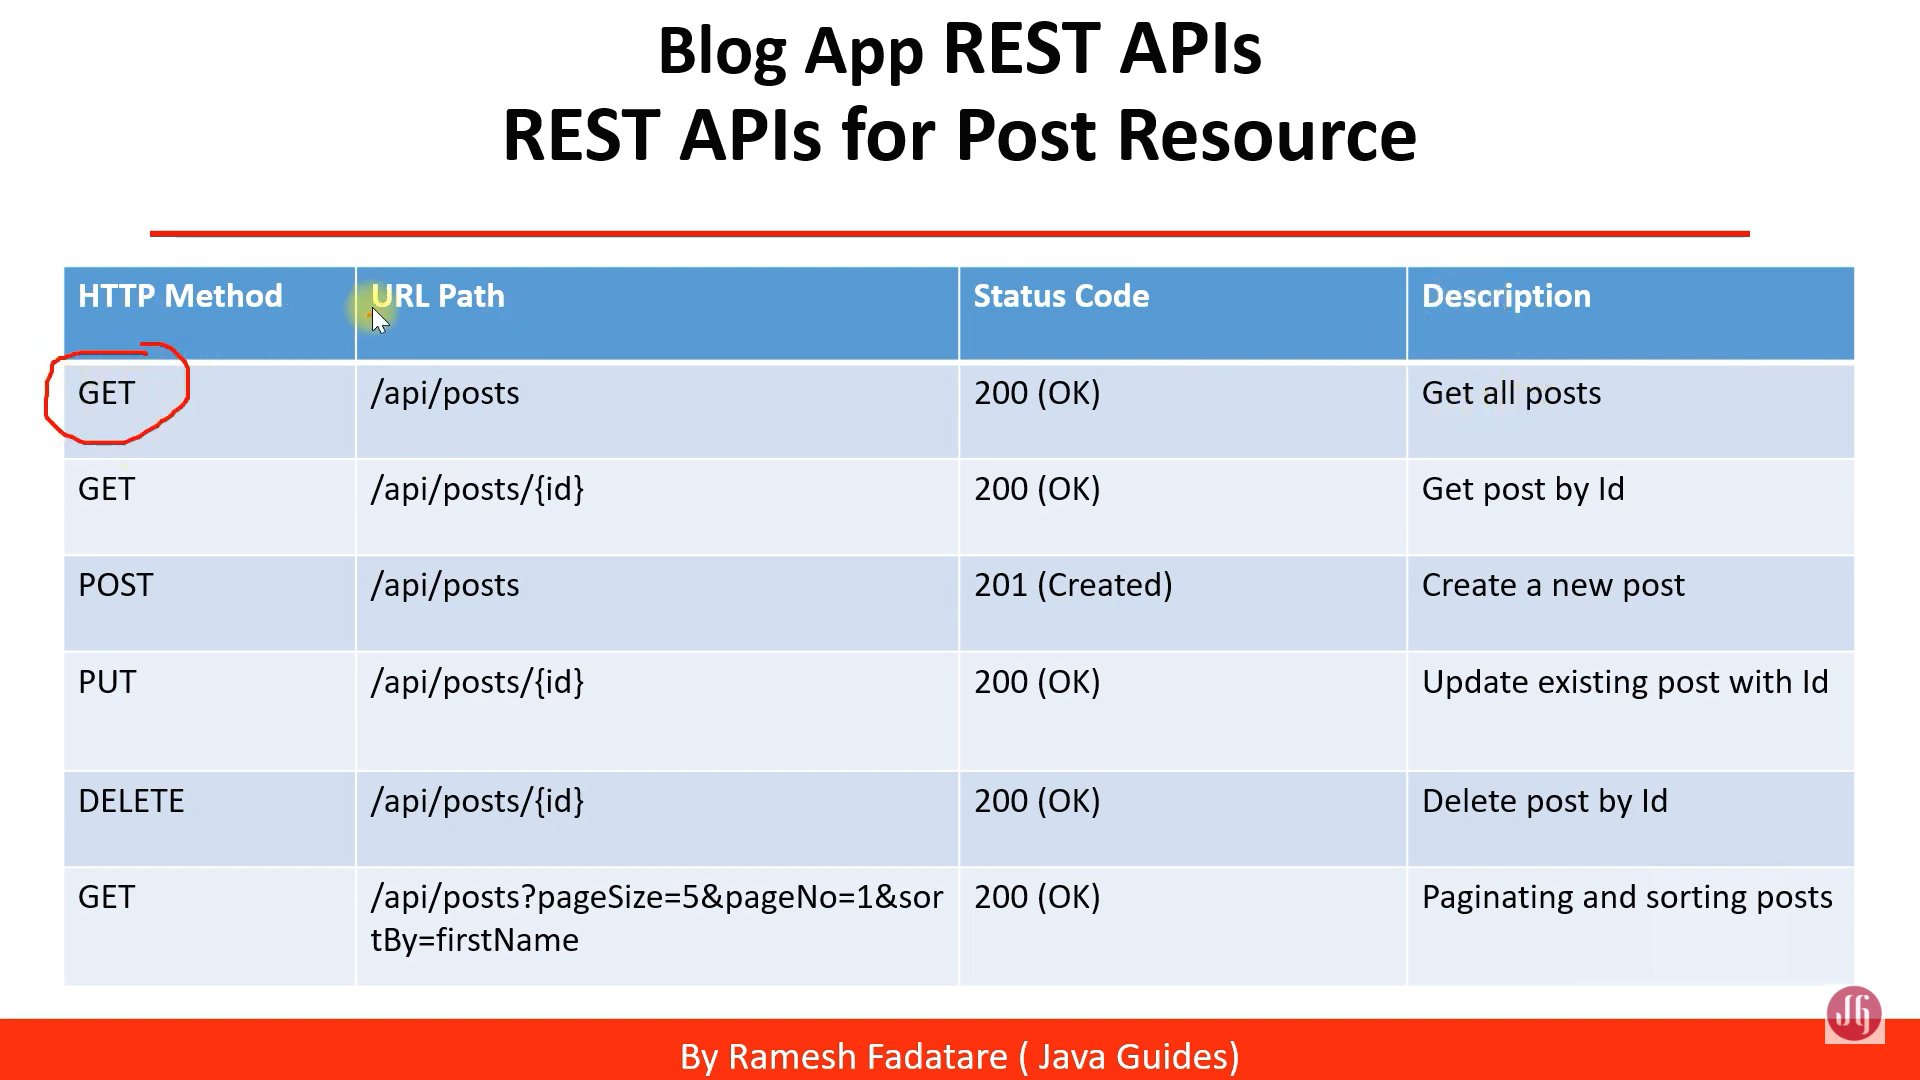 Blog App REST APIs
REST APIs for Post Resource
HTTP Method URL Path Status Code Description
GET /api/posts 200 (OK) Get all posts
GET /api/posts/{id} 200 (OK) Get post by Id
POST /api/posts 201 (Created) Create a new post
PUT /api/posts/{id} 200 (OK) Update existing post with Id
DELETE /api/posts/{id} 200 (OK) Delete post by Id
GET /api/posts?pageSize=5&pageNo=1&sor 200 (OK) Paginating and sorting posts
tBy=firstName
JG
By Ramesh Fadatare ( Java Guides)